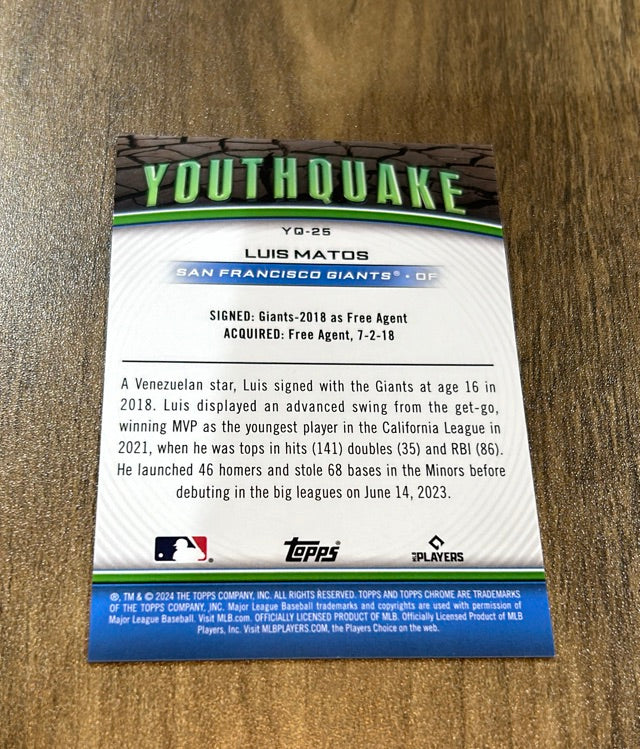 YOUTHQUAKE
YQ-25
LUIS MATOS
SAN FRANCISCO GIANTS® • OF
SIGNED: Giants-2018 as Free Agent
ACQUIRED: Free Agent, 7-2-18
A Venezuelan star, Luis signed with the Giants at age 16 in
2018. Luis displayed an advanced swing from the get-go,
winning MVP as the youngest player in the California League in
2021, when he was tops in hits (141) doubles (35) and RBI (86).
He launched 46 homers and stole 68 bases in the Minors before
debuting in the big leagues on June 14, 2023.
Topps®
MLB PLAYERS
®, TM & © 2024 THE TOPPS COMPANY, INC. ALL RIGHTS RESERVED. TOPPS AND TOPPS CHROME ARE TRADEMARKS
OF THE TOPPS COMPANY, INC. Major League Baseball trademarks and copyrights are used with permission of
Major League Baseball. Visit MLB.com. OFFICIALLY LICENSED PRODUCT OF MLB. Officially Licensed Product of MLB
Players, Inc. Visit MLBPLAYERS.COM, the Players Choice on the web.